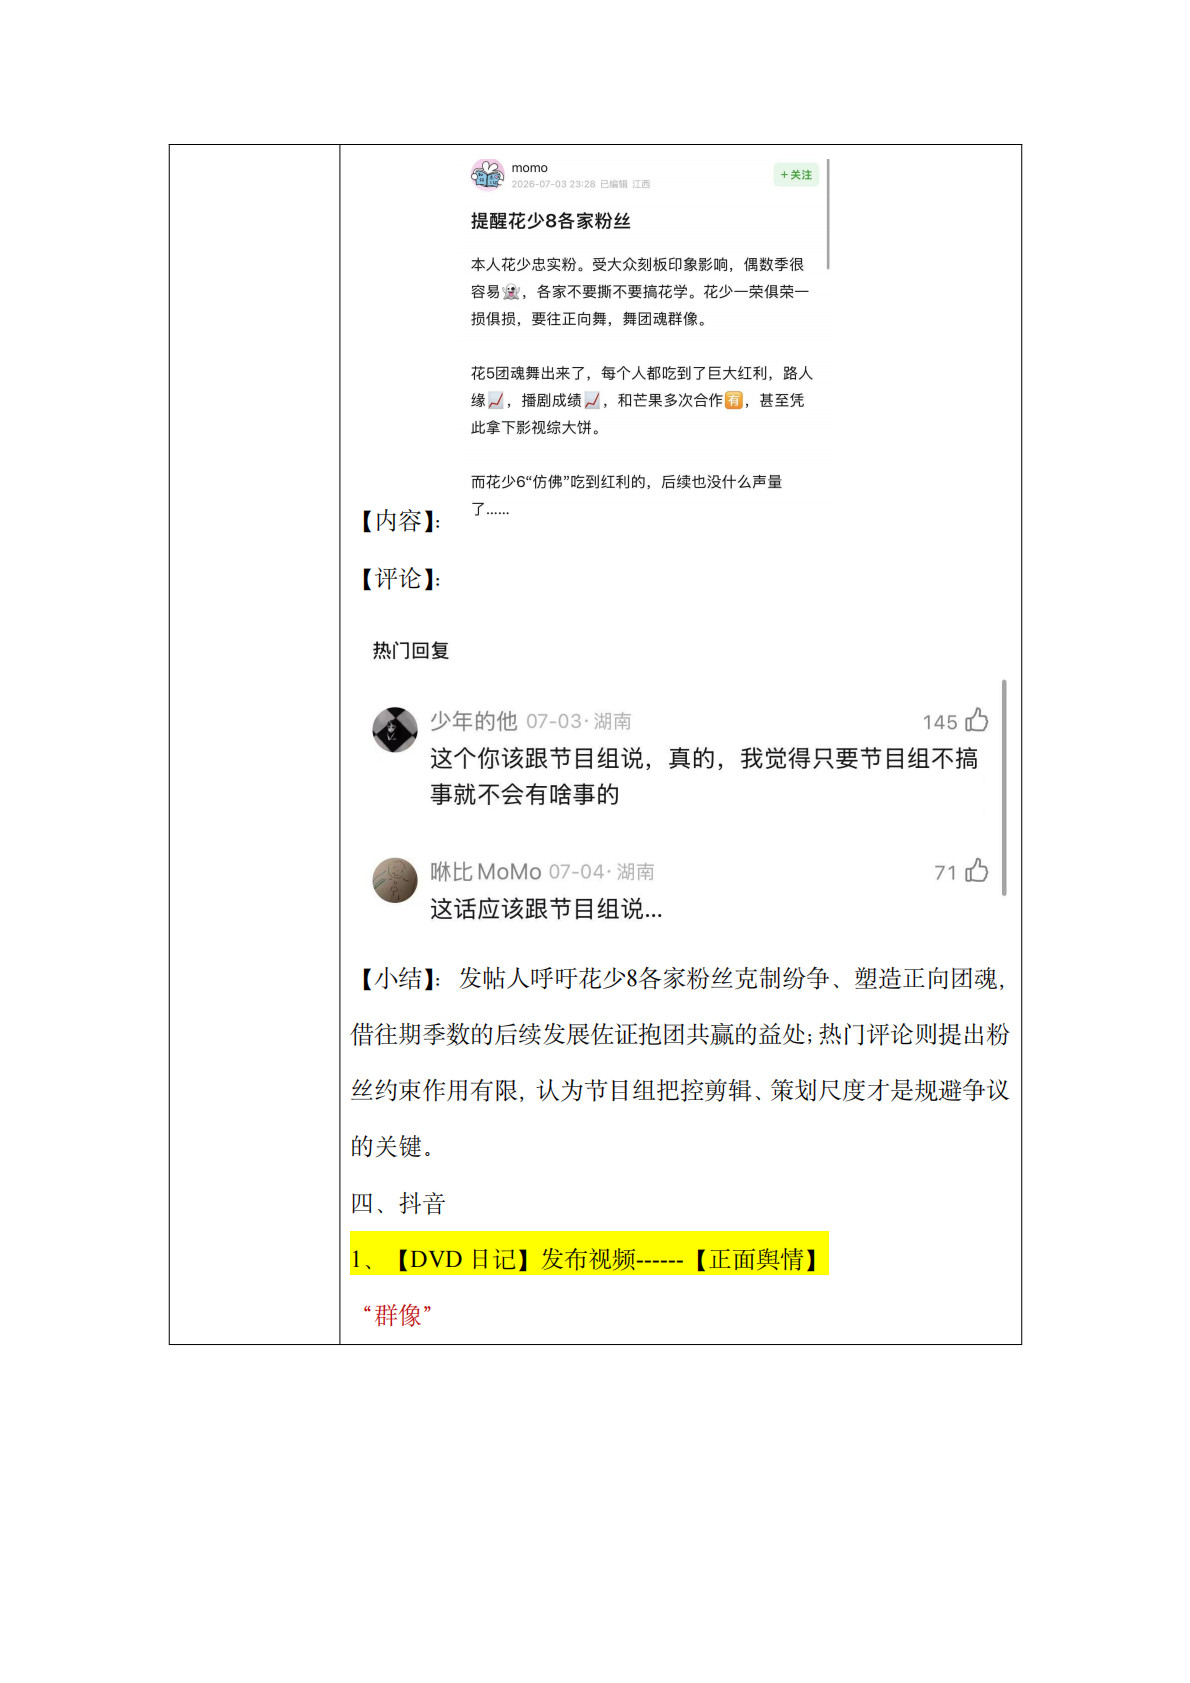 momo
2026-07-03 23:28 已编辑 江西
+ 关注
提醒花少8各家粉丝
本人花少忠实粉。受大众刻板印象影响，偶数季很
容易👻，各家不要撕不要搞花学。花少一荣俱荣一
损俱损，要往正向舞，舞团魂群像。
花5团魂舞出来了，每个人都吃到了巨大红利，路人
缘📈，播剧成绩📈，和芒果多次合作🈶，甚至凭
此拿下影视综大饼。
而花少6“仿佛”吃到红利的，后续也没什么声量
了......
【内容】：
【评论】：
热门回复
少年的他 07-03· 湖南
145
这个你该跟节目组说，真的，我觉得只要节目组不搞
事就不会有啥事的
咻比 MoMo 07-04· 湖南
71
这话应该跟节目组说...
【小结】：发帖人呼吁花少8各家粉丝克制纷争、塑造正向团魂，
借往期季数的后续发展佐证抱团共赢的益处；热门评论则提出粉
丝约束作用有限，认为节目组把控剪辑、策划尺度才是规避争议
的关键。
四、抖音
1、【DVD 日记】发布视频------【正面舆情】
“群像”